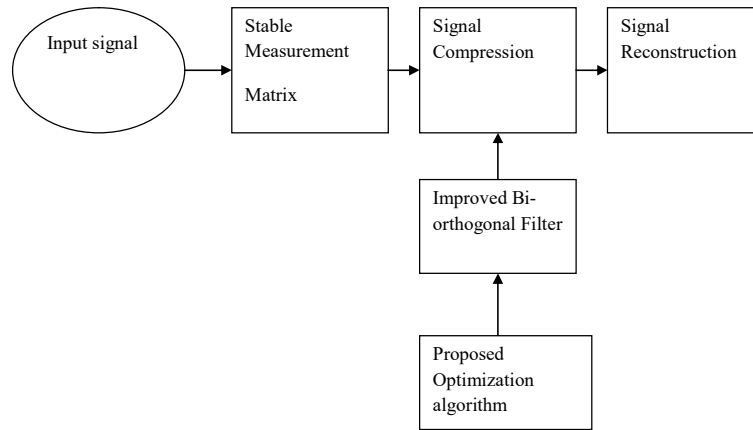 Input signal
Stable
Measurement
Matrix
Signal
Compression
Signal
Reconstruction
Improved Bi-
orthogonal Filter
Proposed
Optimization
algorithm